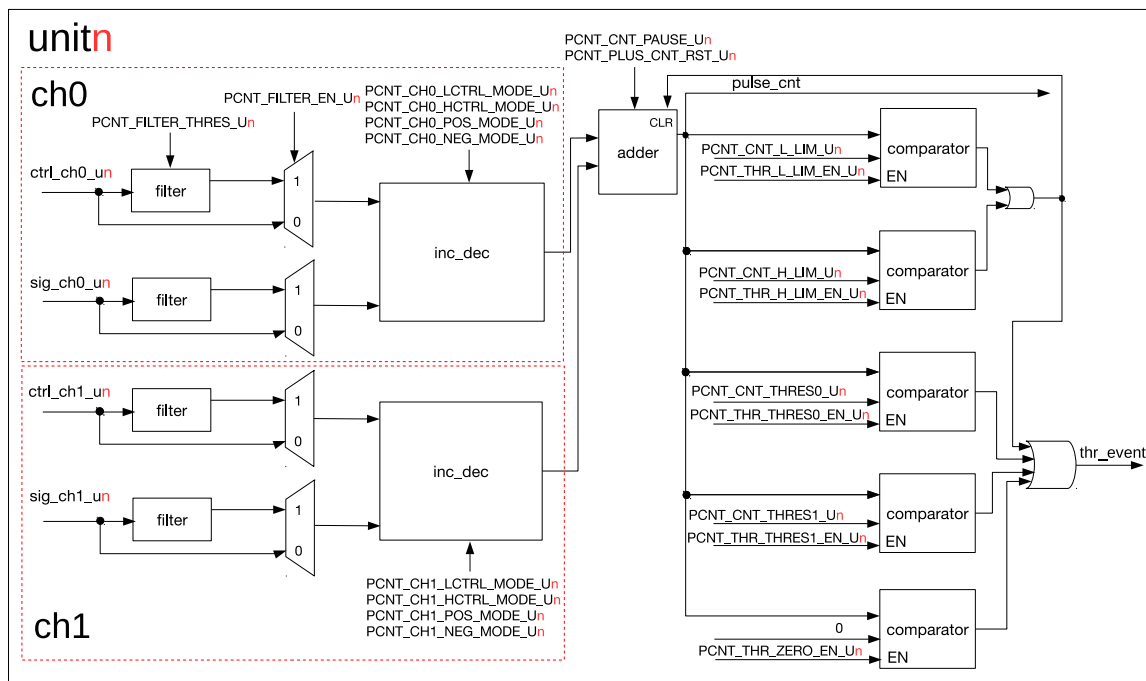 unitn
ch0
PCNT_FILTER_THRES_Un
PCNT_FILTER_EN_Un
PCNT_CH0_LCTRL_MODE_Un
PCNT_CH0_HCTRL_MODE_Un
PCNT_CH0_POS_MODE_Un
PCNT_CH0_NEG_MODE_Un
ctrl_ch0_un
filter
1
0
sig_ch0_un
filter
1
0
inc_dec
ctrl_ch1_un
filter
1
0
sig_ch1_un
filter
1
0
inc_dec
PCNT_CH1_LCTRL_MODE_Un
PCNT_CH1_HCTRL_MODE_Un
PCNT_CH1_POS_MODE_Un
PCNT_CH1_NEG_MODE_Un
ch1
PCNT_CNT_PAUSE_Un
PCNT_PLUS_CNT_RST_Un
CLR
adder
pulse_cnt
PCNT_CNT_L_LIM_Un
PCNT_THR_L_LIM_EN_Un
comparator
EN
PCNT_CNT_H_LIM_Un
PCNT_THR_H_LIM_EN_Un
comparator
EN
PCNT_CNT_THRES0_Un
PCNT_THR_THRES0_EN_Un
comparator
EN
PCNT_CNT_THRES1_Un
PCNT_THR_THRES1_EN_Un
comparator
EN
0
PCNT_THR_ZERO_EN_Un
comparator
EN
thr_event